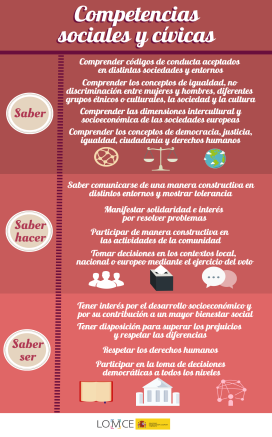 Competencias
sociales y cívicas
Saber
Comprender códigos de conducta aceptados
en distintas sociedades y entornos
Comprender los conceptos de igualdad, no
discriminación entre mujeres y hombres, diferentes
grupos étnicos o culturales, la sociedad y la cultura
Comprender las dimensiones intercultural y
socioeconómica de las sociedades europeas
Comprender los conceptos de democracia, justicia,
igualdad, ciudadanía y derechos humanos
Saber
hacer
Saber comunicarse de una manera constructiva en
distintos entornos y mostrar tolerancia
Manifestar solidaridad e interés
por resolver problemas
Participar de manera constructiva en
las actividades de la comunidad
Tomar decisiones en los contextos local,
nacional o europeo mediante el ejercicio del voto
Saber
ser
Tener interés por el desarrollo socioeconómico y
por su contribución a un mayor bienestar social
Tener disposición para superar los prejuicios
y respetar las diferencias
Respetar los derechos humanos
Participar en la toma de decisiones
democráticas a todos los niveles
LOMCE